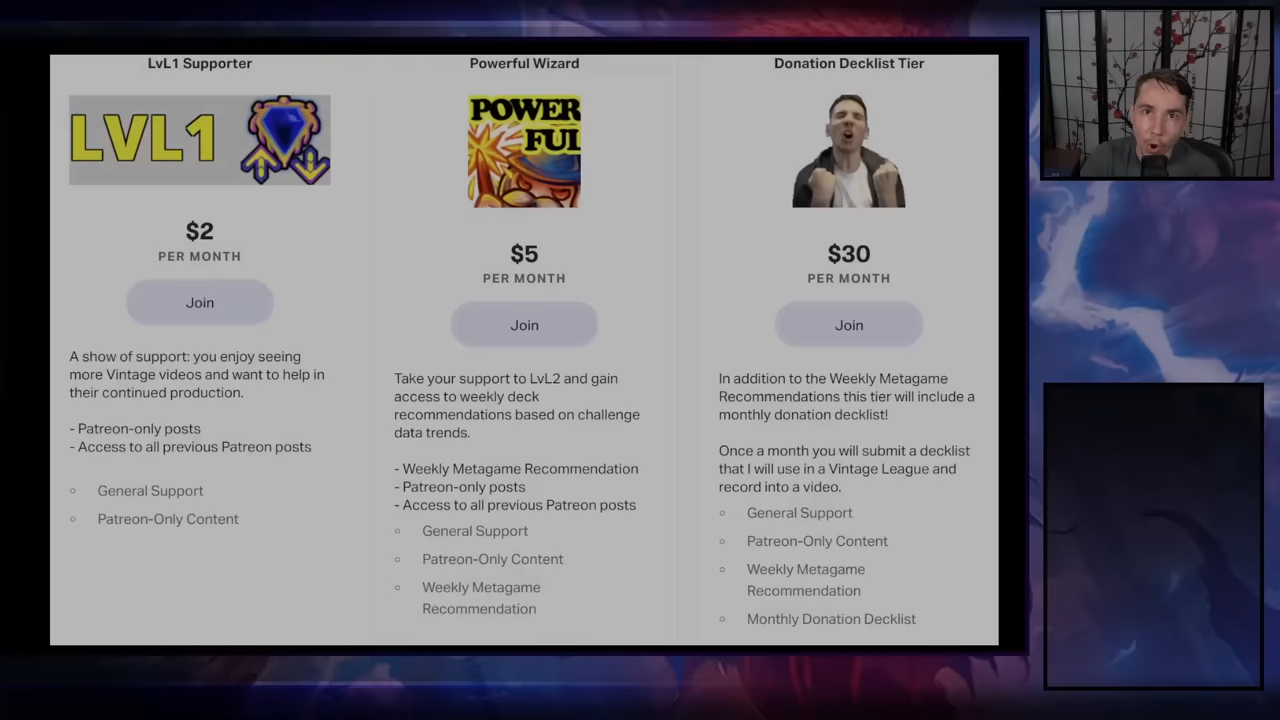 LvL1 Supporter
LVL1
$2
PER MONTH
Join
A show of support: you enjoy seeing
more Vintage videos and want to help in
their continued production.
- Patreon-only posts
- Access to all previous Patreon posts
General Support
Patreon-Only Content
Powerful Wizard
POWER
FUL
$5
PER MONTH
Join
Take your support to LvL2 and gain
access to weekly deck
recommendations based on challenge
data trends.
- Weekly Metagame Recommendation
- Patreon-only posts
- Access to all previous Patreon posts
General Support
Patreon-Only Content
Weekly Metagame
Recommendation
Donation Decklist Tier
$30
PER MONTH
Join
In addition to the Weekly Metagame
Recommendations this tier will include a
monthly donation decklist!
Once a month you will submit a decklist
that I will use in a Vintage League and
record into a video.
General Support
Patreon-Only Content
Weekly Metagame
Recommendation
Monthly Donation Decklist